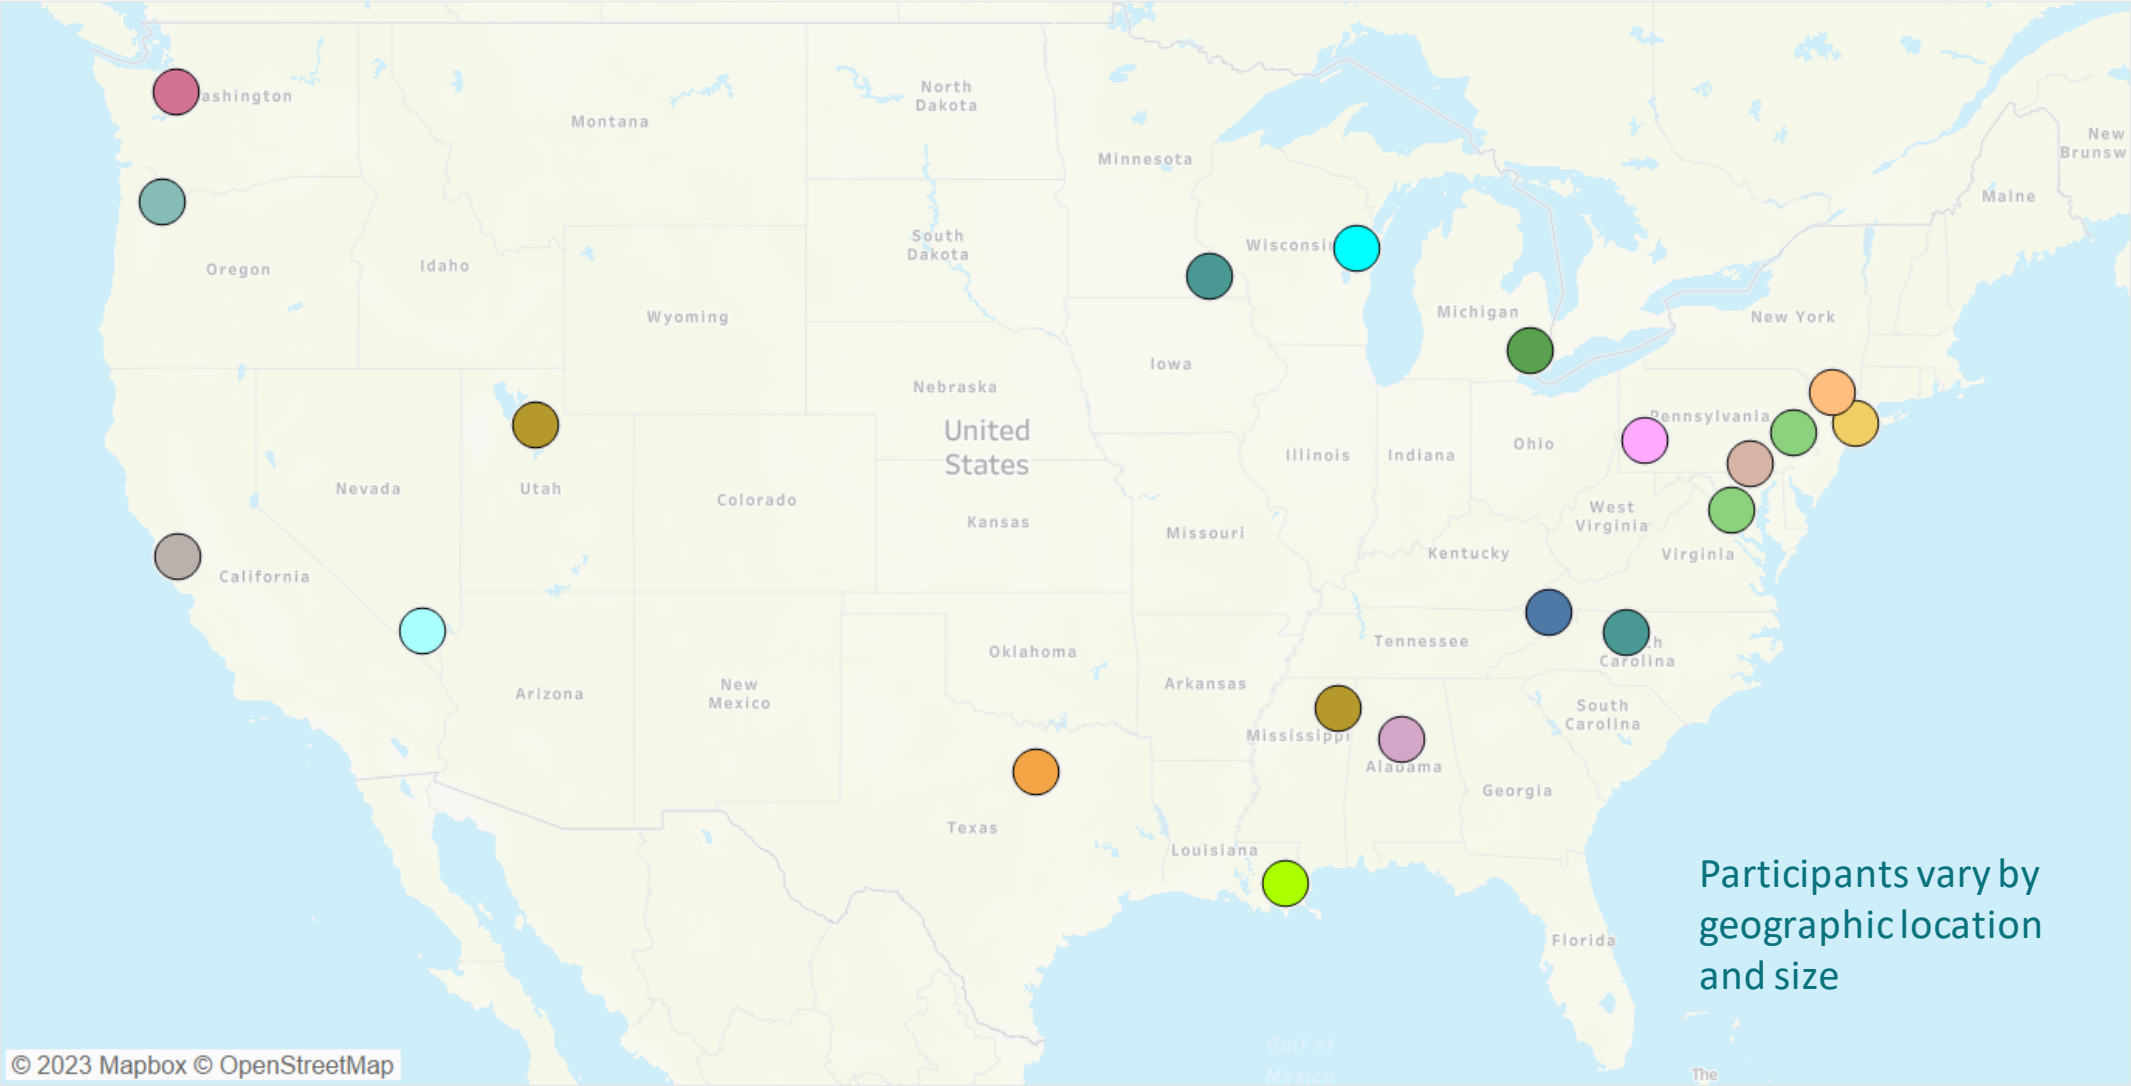 ashington
Montana
North
Dakota
Minnesota
New
Brunsw
Maine
Oregon
Idaho
South
Dakota
Wisconsi
Wyoming
Michigan
New York
Iowa
Nebraska
Pennsylvania
United
States
Nevada
Utah
Colorado
Kansas
Missouri
Illinois
Indiana
Ohio
West
Virginia
Virginia
Kentucky
California
Arizona
New
Mexico
Oklahoma
Arkansas
Tennessee
h
Carolina
South
Carolina
Mississippi
Alabama
Georgia
Texas
Louisiana
Florida
Participants vary by
geographic location
and size
Gulf of
Mexico
The
© 2023 Mapbox © OpenStreetMap